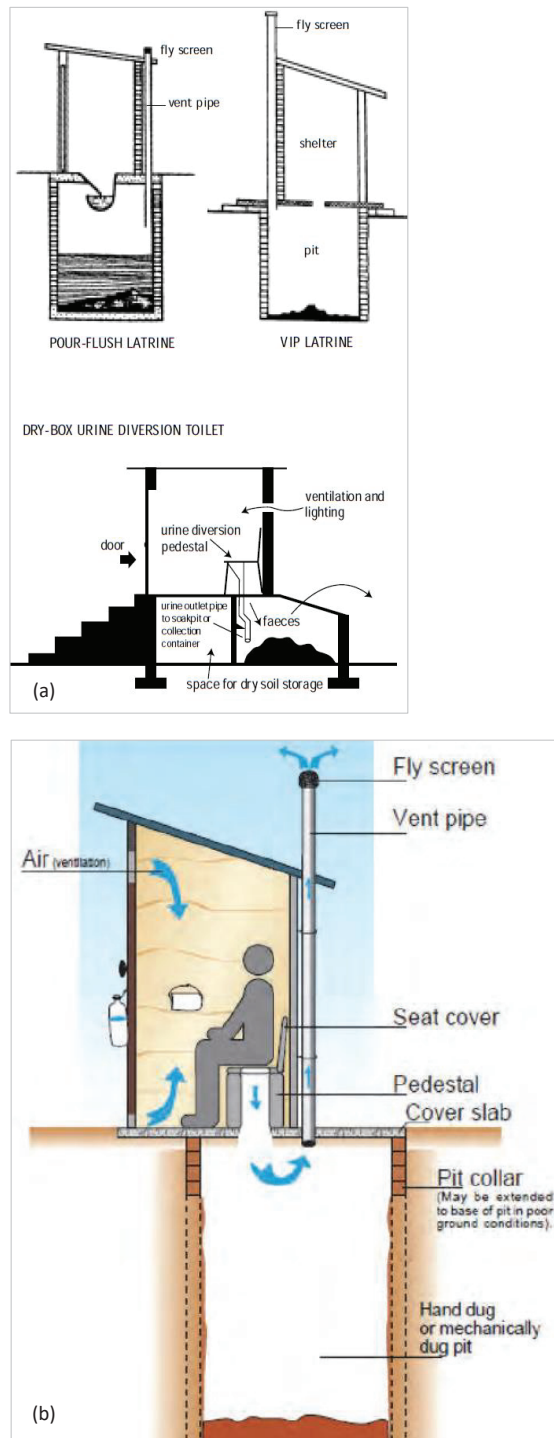 fly screen
vent pipe
POUR-FLUSH LATRINE
fly screen
shelter
pit
VIP LATRINE
DRY-BOX URINE DIVERSION TOILET
ventilation and
lighting
urine diversion
pedestal
door
urine outlet pipe
to soakpit or
collection
container
faeces
space for dry soil storage
(a)
Fly screen
Vent pipe
Air (ventilation)
Seat cover
Pedestal
Cover slab
Pit collar
(May be extended
to base of pit in poor
ground conditions).
Hand dug
or mechanically
dug pit
(b)